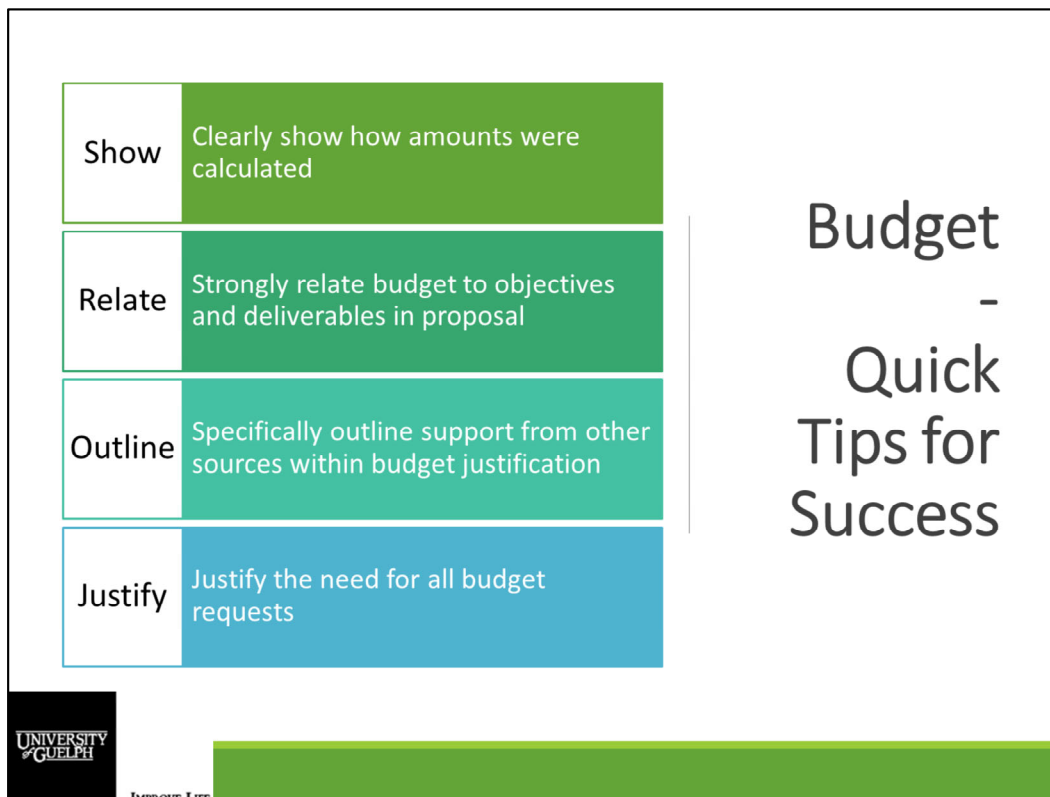 Show
Clearly show how amounts were
calculated
Relate
Strongly relate budget to objectives
and deliverables in proposal
Outline
Specifically outline support from other
sources within budget justification
Justify
Justify the need for all budget
requests
Budget
-
Quick
Tips for
Success
UNIVERSITY
of GUELPH
IMPROVE LIFE